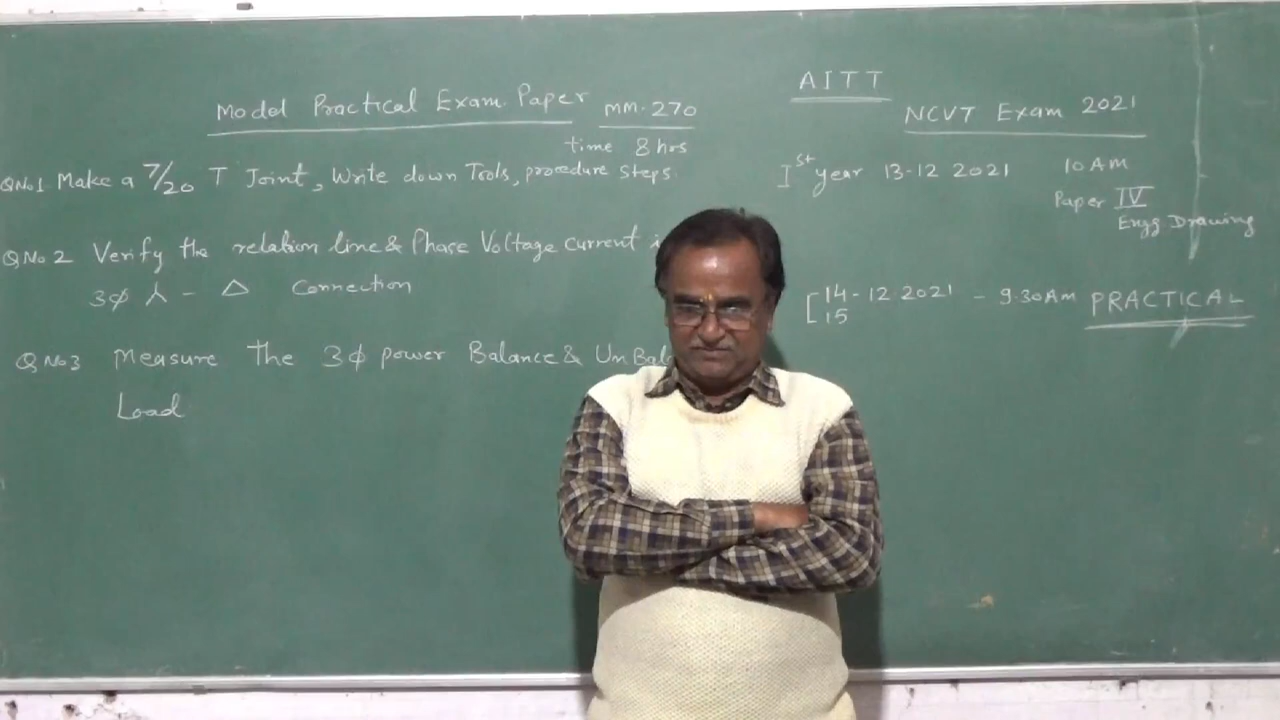 Model Practical Exam. Paper MM. 270
time 8 hrs
QNo1 Make a 7/20 T Joint, Write down Tools, procedure steps.
QNo 2 Verify the relation line & Phase Voltage current
3φ ⅄ - △ Connection
QNo3 Measure The 3φ power Balance & Un
Load
AITT
NCVT Exam 2021
Ist year 13-12 2021 10 AM
Paper IV
Engg Drawing
[14-12.2021 - 9.30 Am PRACTICAL
15